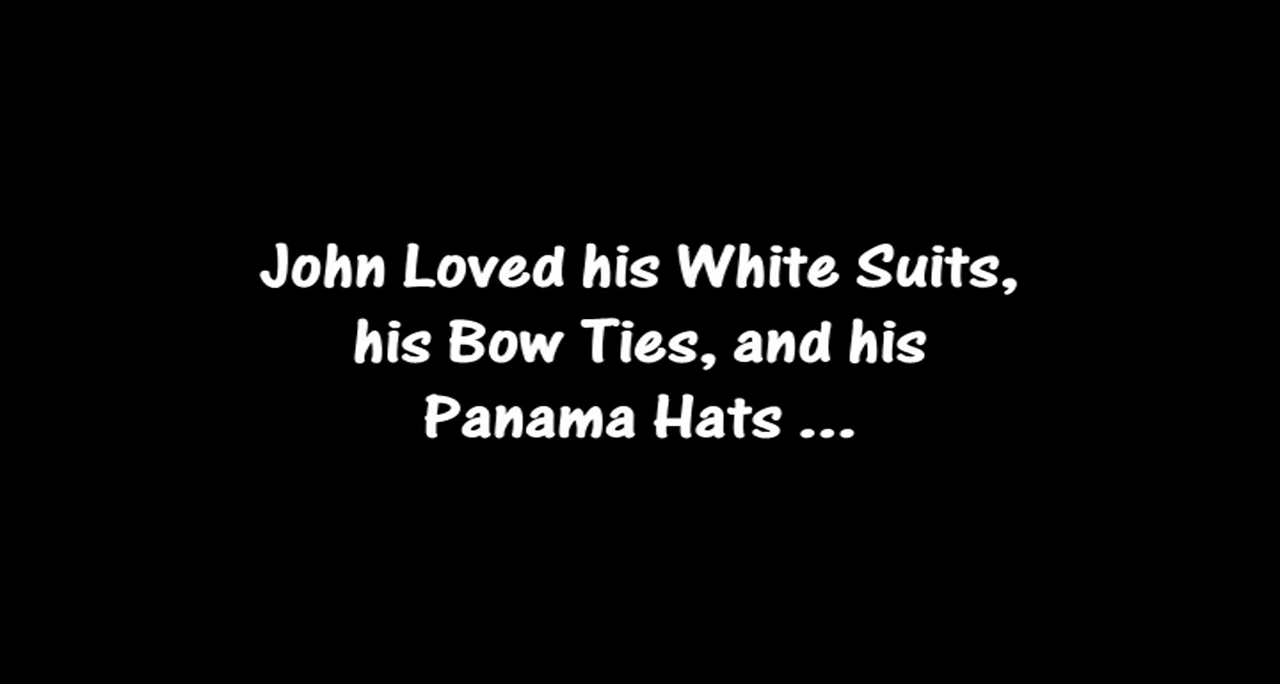 John Loved his White Suits,
his Bow Ties, and his
Panama Hats ...